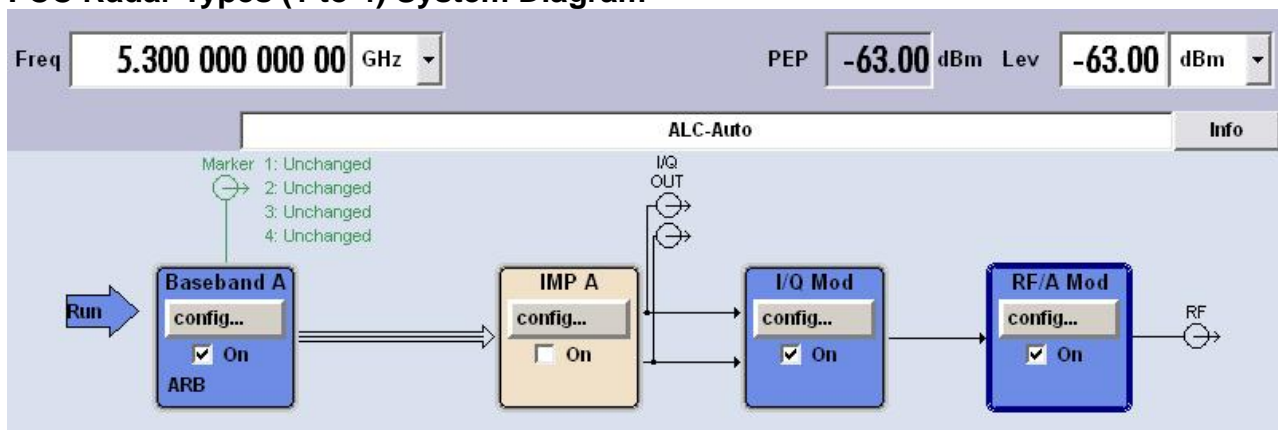 Freq 5.300 000 000 00 GHz PEP -63.00 dBm Lev -63.00 dBm
ALC-Auto Info
Marker 1: Unchanged
2: Unchanged
3: Unchanged
4: Unchanged
I/Q
OUT
Run
Baseband A
config...
On
ARB
IMP A
config...
On
I/Q Mod
config...
On
RF/A Mod
config...
On
RF